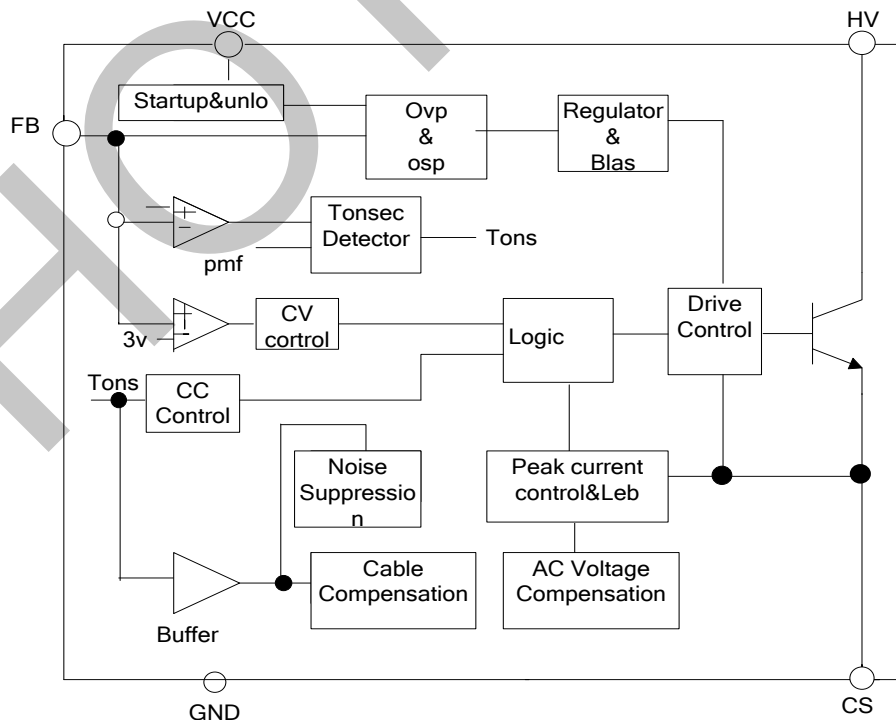 VCC
HV
Startup&unlo
FB
Ovp
&
osp
Regulator
&
Blas
Tonsec
Detector
Tons
pmf
3v
CV
cortrol
Logic
Drive
Control
Tons
CC
Control
Noise
Suppressio
n
Peak current
control&Leb
Cable
Compensation
AC Voltage
Compensation
Buffer
GND
CS